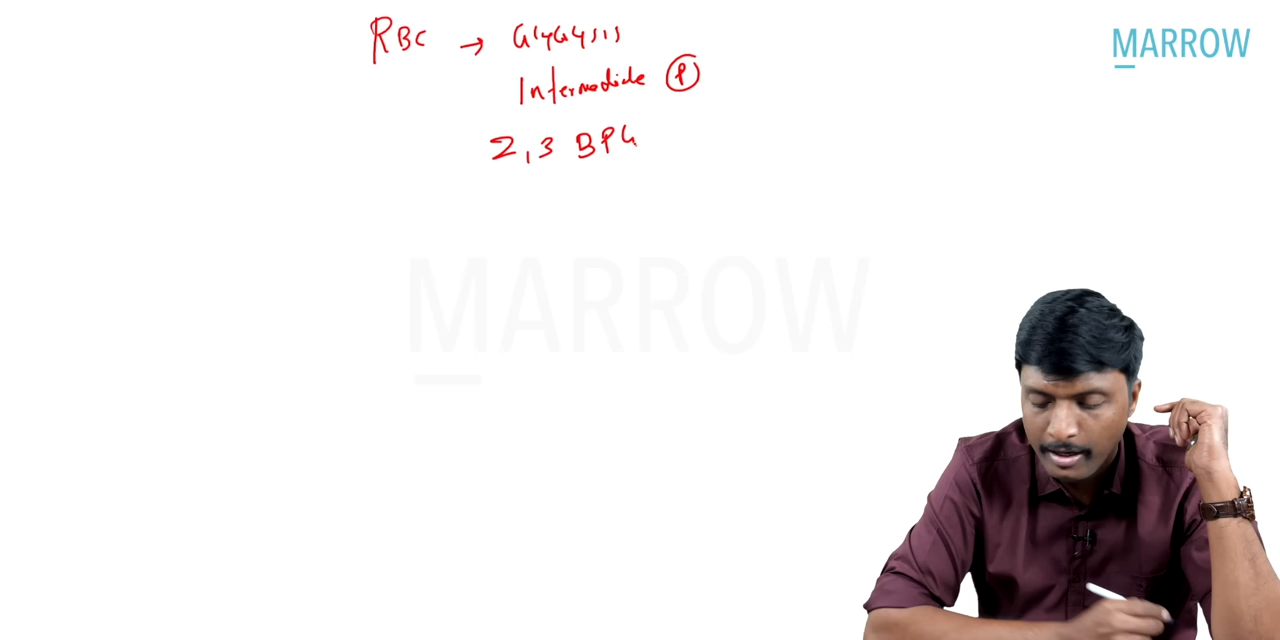 RBC → Glycolysis
Intermediate P
2,3 BPG
MARROW
MARROW